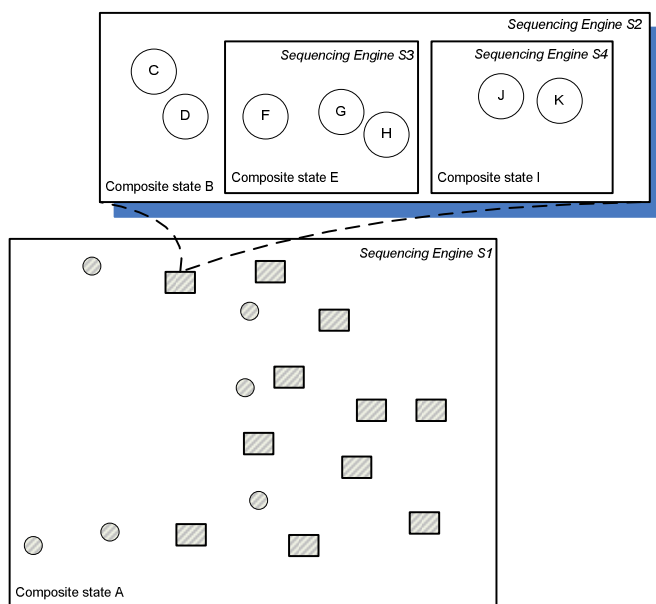 Sequencing Engine S2
Sequencing Engine S3
Sequencing Engine S4
C
D
F
G
H
J
K
Composite state B
Composite state E
Composite state I
Sequencing Engine S1
Composite state A